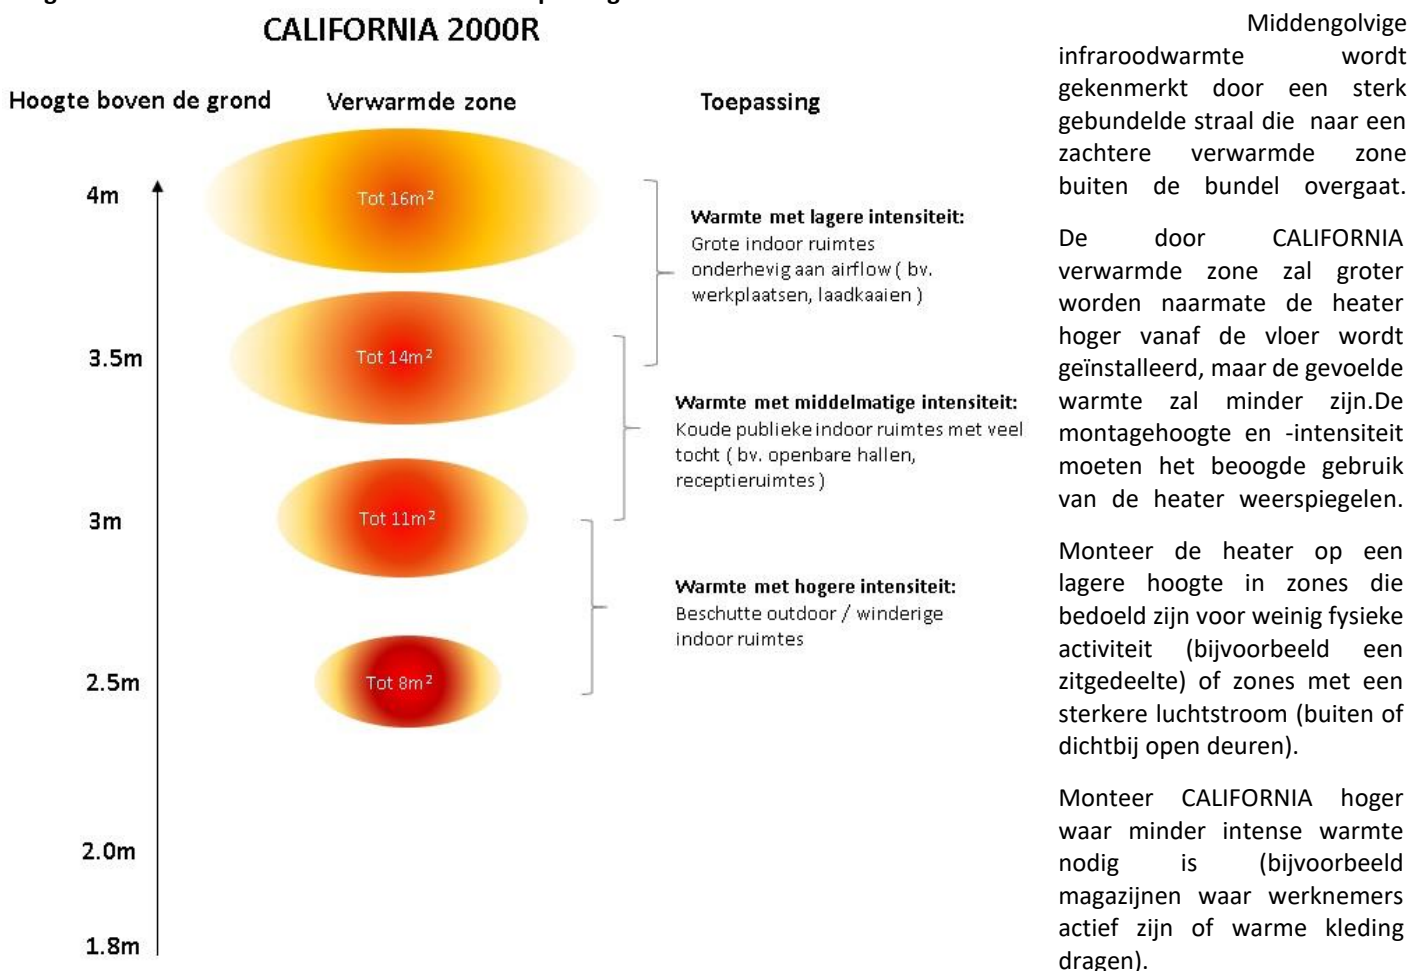 CALIFORNIA 2000R
Hoogte boven de grond
Verwarmde zone
Toepassing
4m
Tot 16m²
Warmte met lagere intensiteit:
Grote indoor ruimtes
onderhevig aan airflow ( bv.
werkplaatsen, laadkaaien )
3.5m
Tot 14m²
Warmte met middelmatige intensiteit:
Koude publieke indoor ruimtes met veel
tocht ( bv. openbare hallen,
receptieruimtes )
3m
Tot 11m²
Warmte met hogere intensiteit:
Beschutte outdoor / winderige
indoor ruimtes
2.5m
Tot 8m²
2.0m
1.8m
Middengolvige
infraroodwarmte wordt
gekenmerkt door een sterk
gebundelde straal die naar een
zachtere verwarmde zone
buiten de bundel overgaat.
De door CALIFORNIA
verwarmde zone zal groter
worden naarmate de heater
hoger vanaf de vloer wordt
geïnstalleerd, maar de gevoelde
warmte zal minder zijn.De
montagehoogte en -intensiteit
moeten het beoogde gebruik
van de heater weerspiegelen.
Monteer de heater op een
lagere hoogte in zones die
bedoeld zijn voor weinig fysieke
activiteit (bijvoorbeeld een
zitgedeelte) of zones met een
sterkere luchtstroom (buiten of
dichtbij open deuren).
Monteer CALIFORNIA hoger
waar minder intense warmte
nodig is (bijvoorbeeld
magazijnen waar werknemers
actief zijn of warme kleding
dragen).